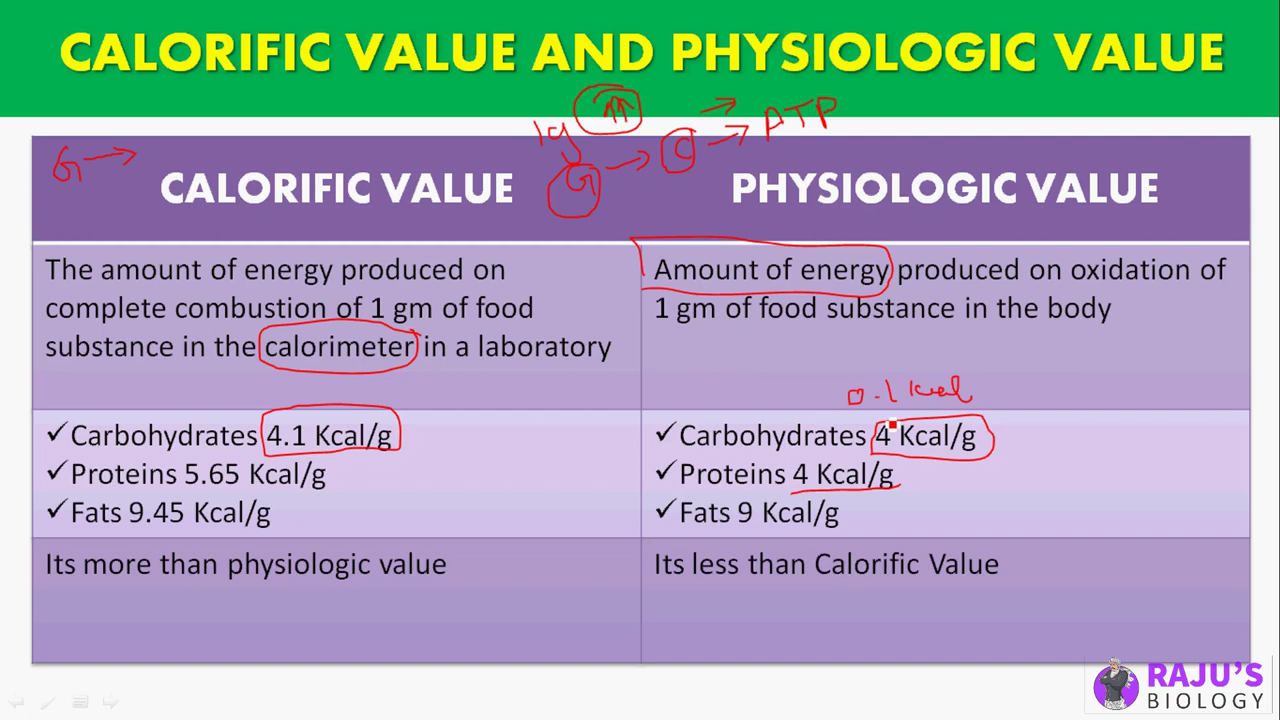 CALORIFIC VALUE AND PHYSIOLOGIC VALUE
1g
G → C → ATP
G →
CALORIFIC VALUE
The amount of energy produced on
complete combustion of 1 gm of food
substance in the calorimeter in a laboratory
✓Carbohydrates 4.1 Kcal/g
✓Proteins 5.65 Kcal/g
✓Fats 9.45 Kcal/g
Its more than physiologic value
PHYSIOLOGIC VALUE
Amount of energy produced on oxidation of
1 gm of food substance in the body
0.1 Kcal
✓Carbohydrates 4 Kcal/g
✓Proteins 4 Kcal/g
✓Fats 9 Kcal/g
Its less than Calorific Value
RAJU'S
BIOLOGY